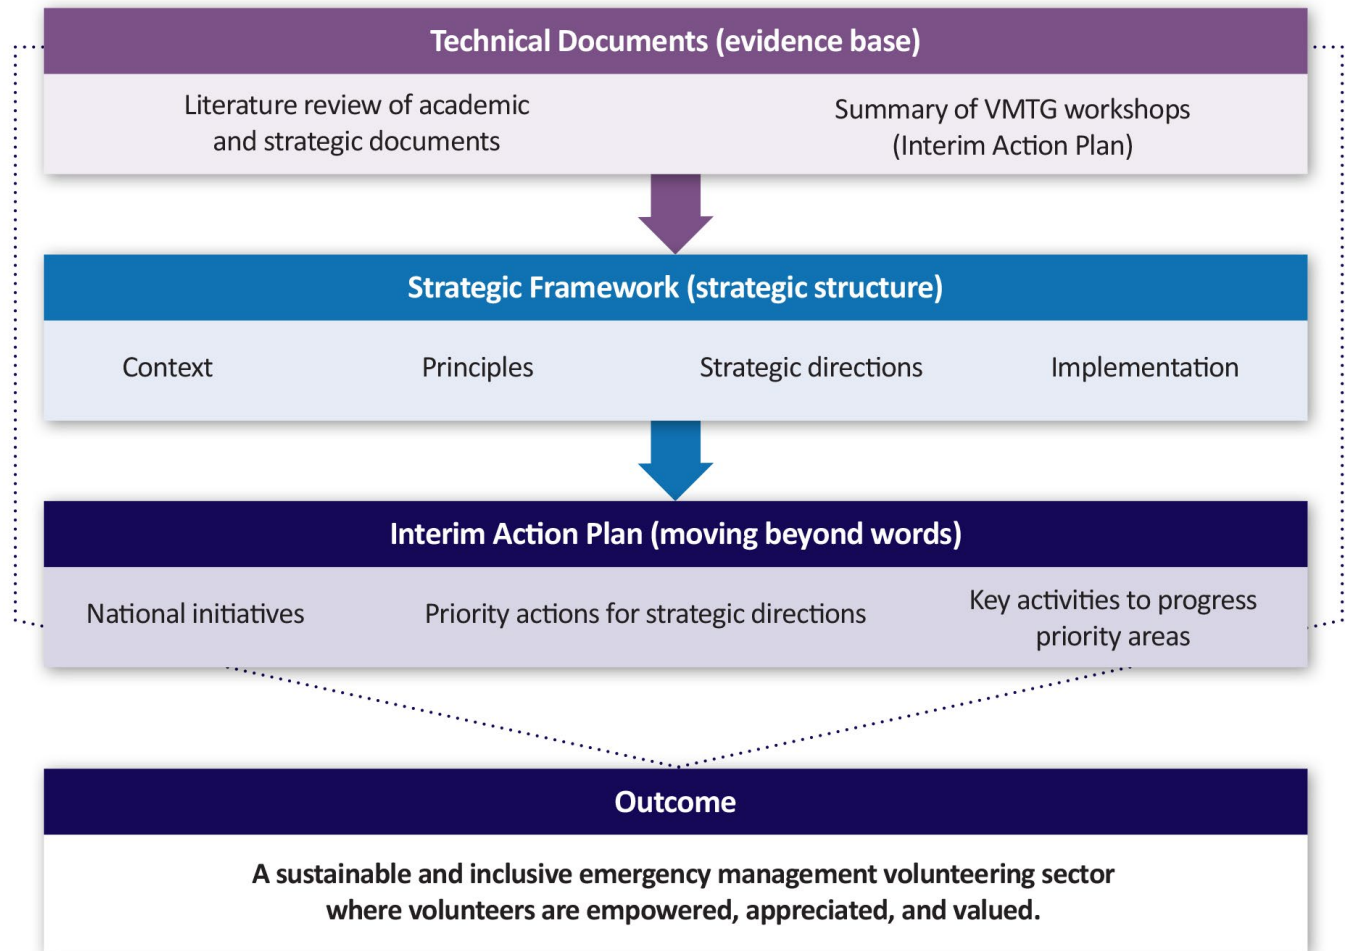 Technical Documents (evidence base)
Literature review of academic
and strategic documents
Summary of VMTG workshops
(Interim Action Plan)
Strategic Framework (strategic structure)
Context
Principles
Strategic directions
Implementation
Interim Action Plan (moving beyond words)
National initiatives
Priority actions for strategic directions
Key activities to progress
priority areas
Outcome
A sustainable and inclusive emergency management volunteering sector
where volunteers are empowered, appreciated, and valued.